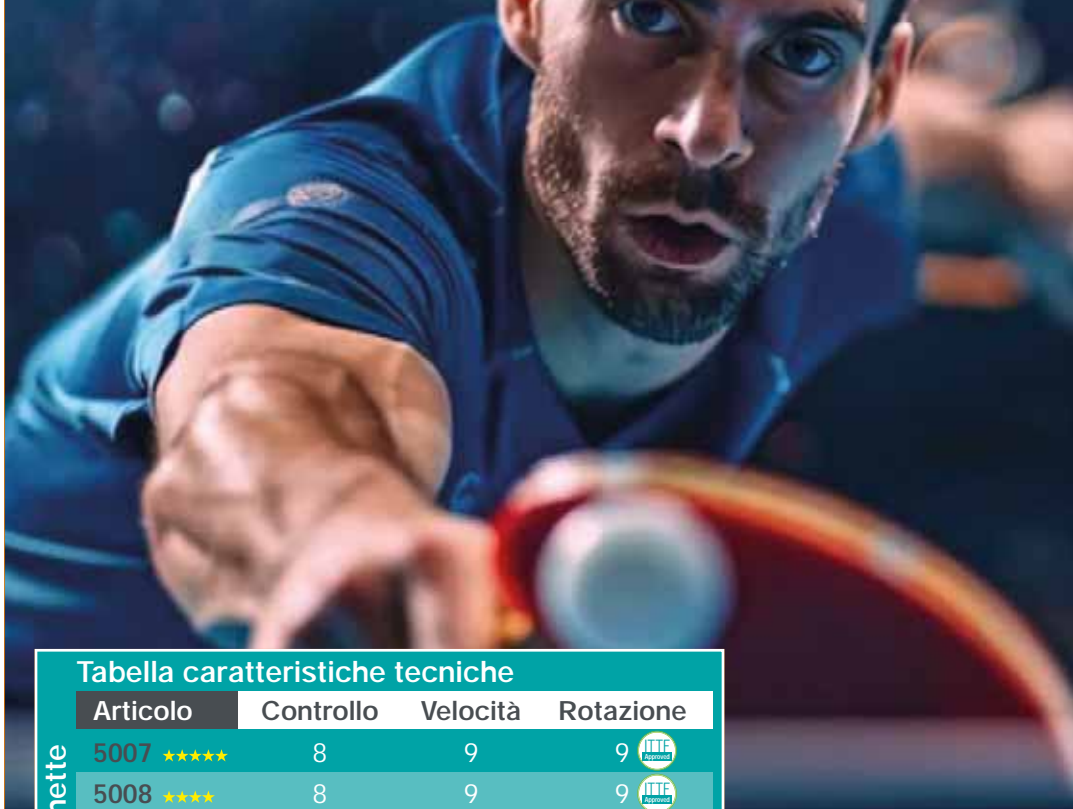 Tabella caratteristiche tecniche
Articolo Controllo Velocità Rotazione
5007 ★★★★★ 8 9 9 ITTF Approved
5008 ★★★★ 8 9 9 ITTF Approved